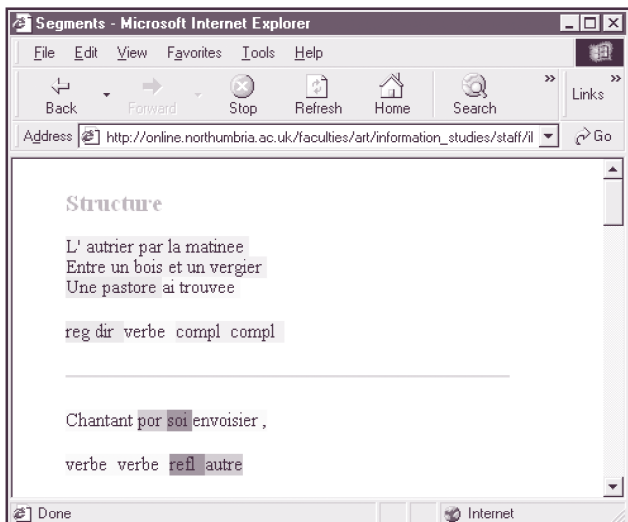 Segments - Microsoft Internet Explorer
File Edit View Favorites Tools Help
Back Forward Stop Refresh Home Search » Links »
Address http://online.northumbria.ac.uk/faculties/art/information_studies/staff/il Go
Structure
L' autrier par la matinee
Entre un bois et un vergier
Une pastore ai trouvee
reg dir verbe compl compl
Chantant por soi envoisier ,
verbe verbe refl autre
Done Internet